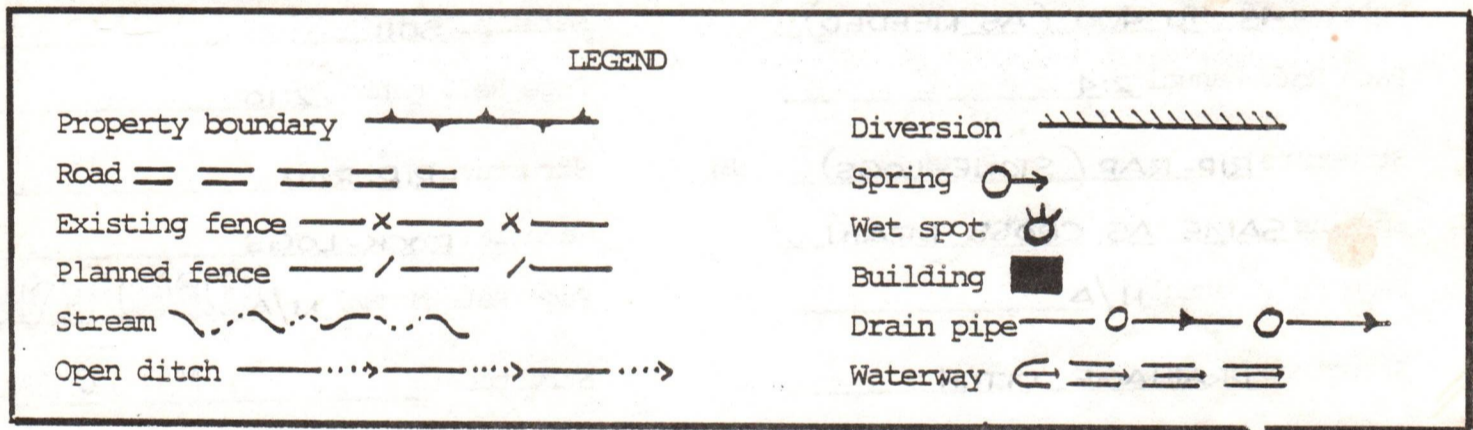 LEGEND
Property boundary
Road
Existing fence
Planned fence
Stream
Open ditch
Diversion
Spring
Wet spot
Building
Drain pipe
Waterway